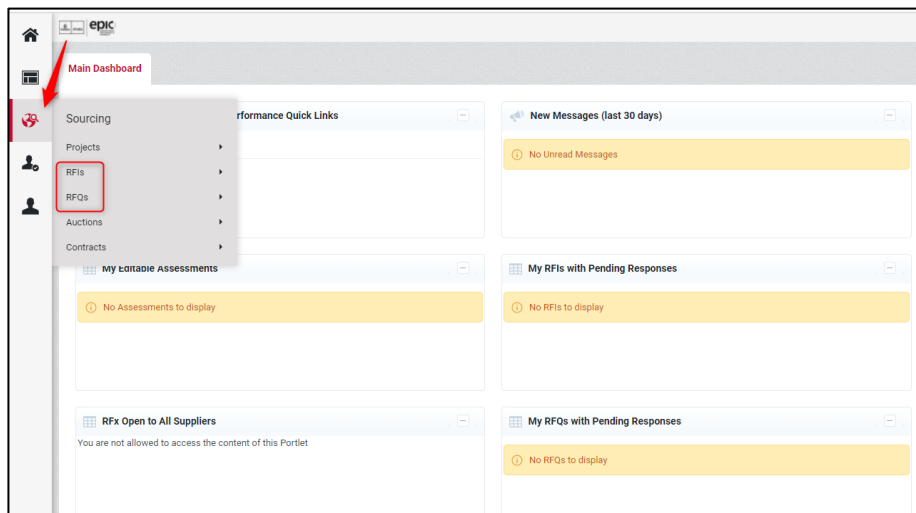 epic
Main Dashboard
Sourcing
Projects
RFIs
RFQs
Auctions
Contracts
rformance Quick Links
New Messages (last 30 days)
No Unread Messages
My Editable Assessments
No Assessments to display
My RFIs with Pending Responses
No RFIs to display
RFx Open to All Suppliers
You are not allowed to access the content of this Portlet
My RFQs with Pending Responses
No RFQs to display